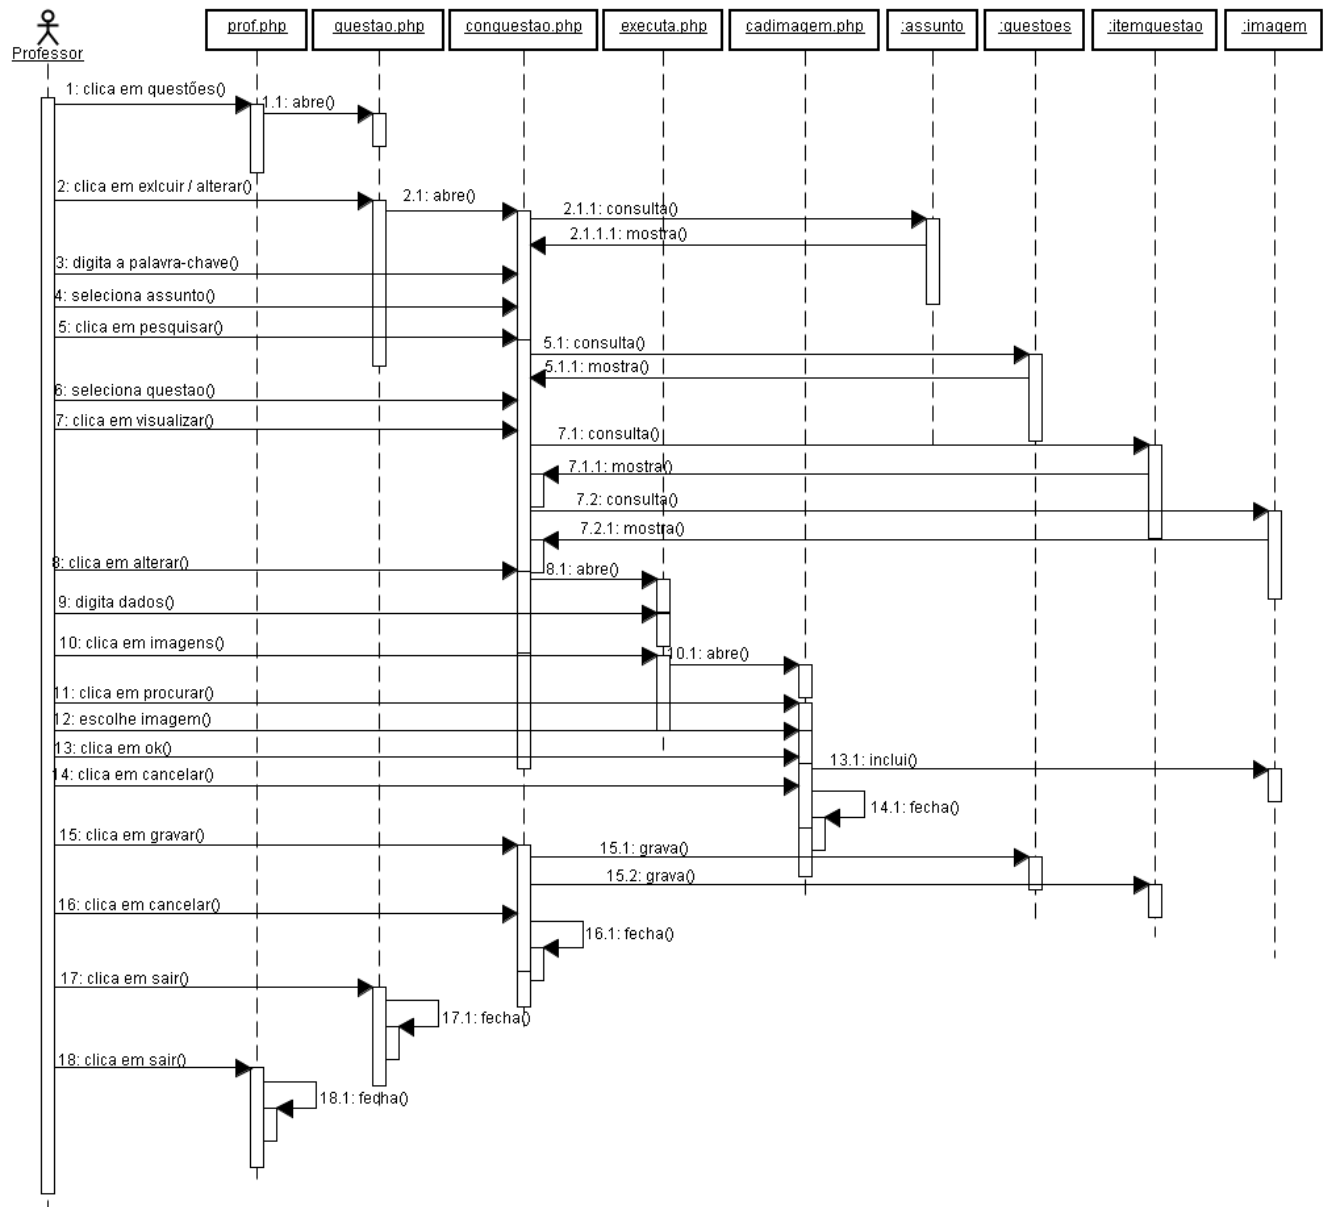 Professor
prof.php
questao.php
conquestao.php
executa.php
cadimagem.php
:assunto
:questoes
:itemquestao
:imagem
1: clica em questões()
1.1: abre()
2: clica em exlcuir / alterar()
2.1: abre()
2.1.1: consulta()
2.1.1.1: mostra()
3: digita a palavra-chave()
4: seleciona assunto()
5: clica em pesquisar()
5.1: consulta()
5.1.1: mostra()
6: seleciona questao()
7: clica em visualizar()
7.1: consulta()
7.1.1: mostra()
7.2: consulta()
7.2.1: mostra()
8: clica em alterar()
8.1: abre()
9: digita dados()
10: clica em imagens()
10.1: abre()
11: clica em procurar()
12: escolhe imagem()
13: clica em ok()
13.1: inclui()
14: clica em cancelar()
14.1: fecha()
15: clica em gravar()
15.1: grava()
15.2: grava()
16: clica em cancelar()
16.1: fecha()
17: clica em sair()
17.1: fecha()
18: clica em sair()
18.1: fecha()